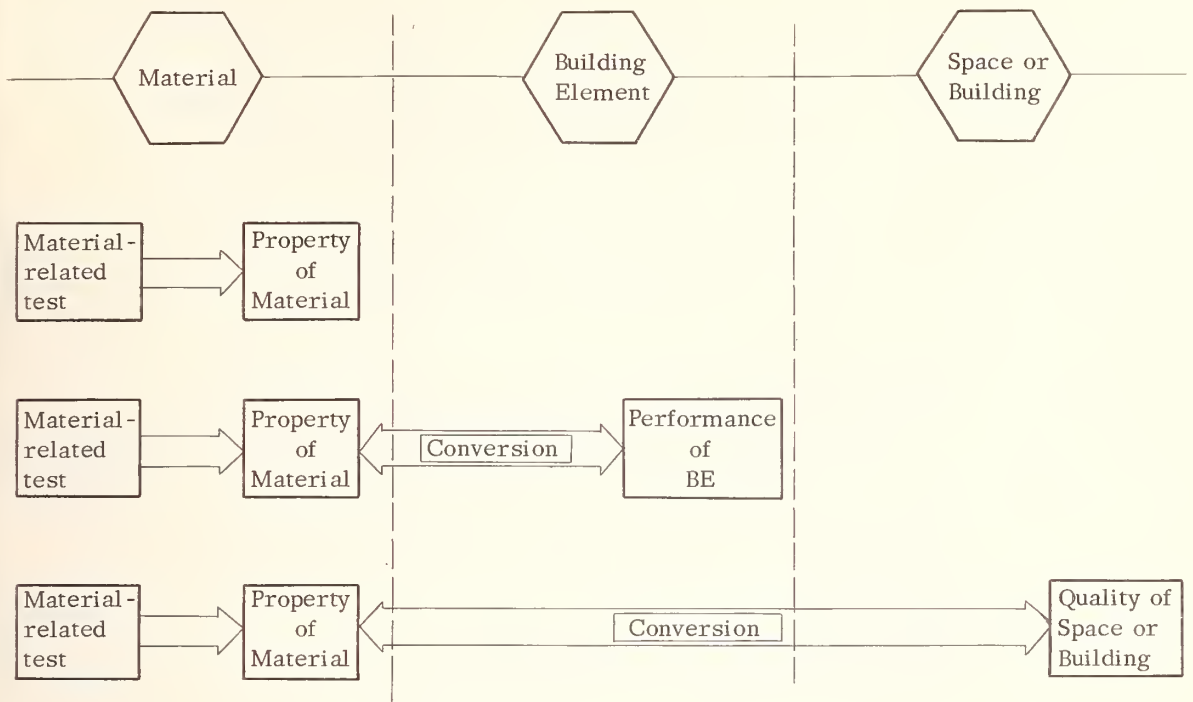 Material
Building
Element
Space or
Building
Material-
related
test
Property
of
Material
Material-
related
test
Property
of
Material
Conversion
Performance
of
BE
Material-
related
test
Property
of
Material
Conversion
Quality of
Space or
Building